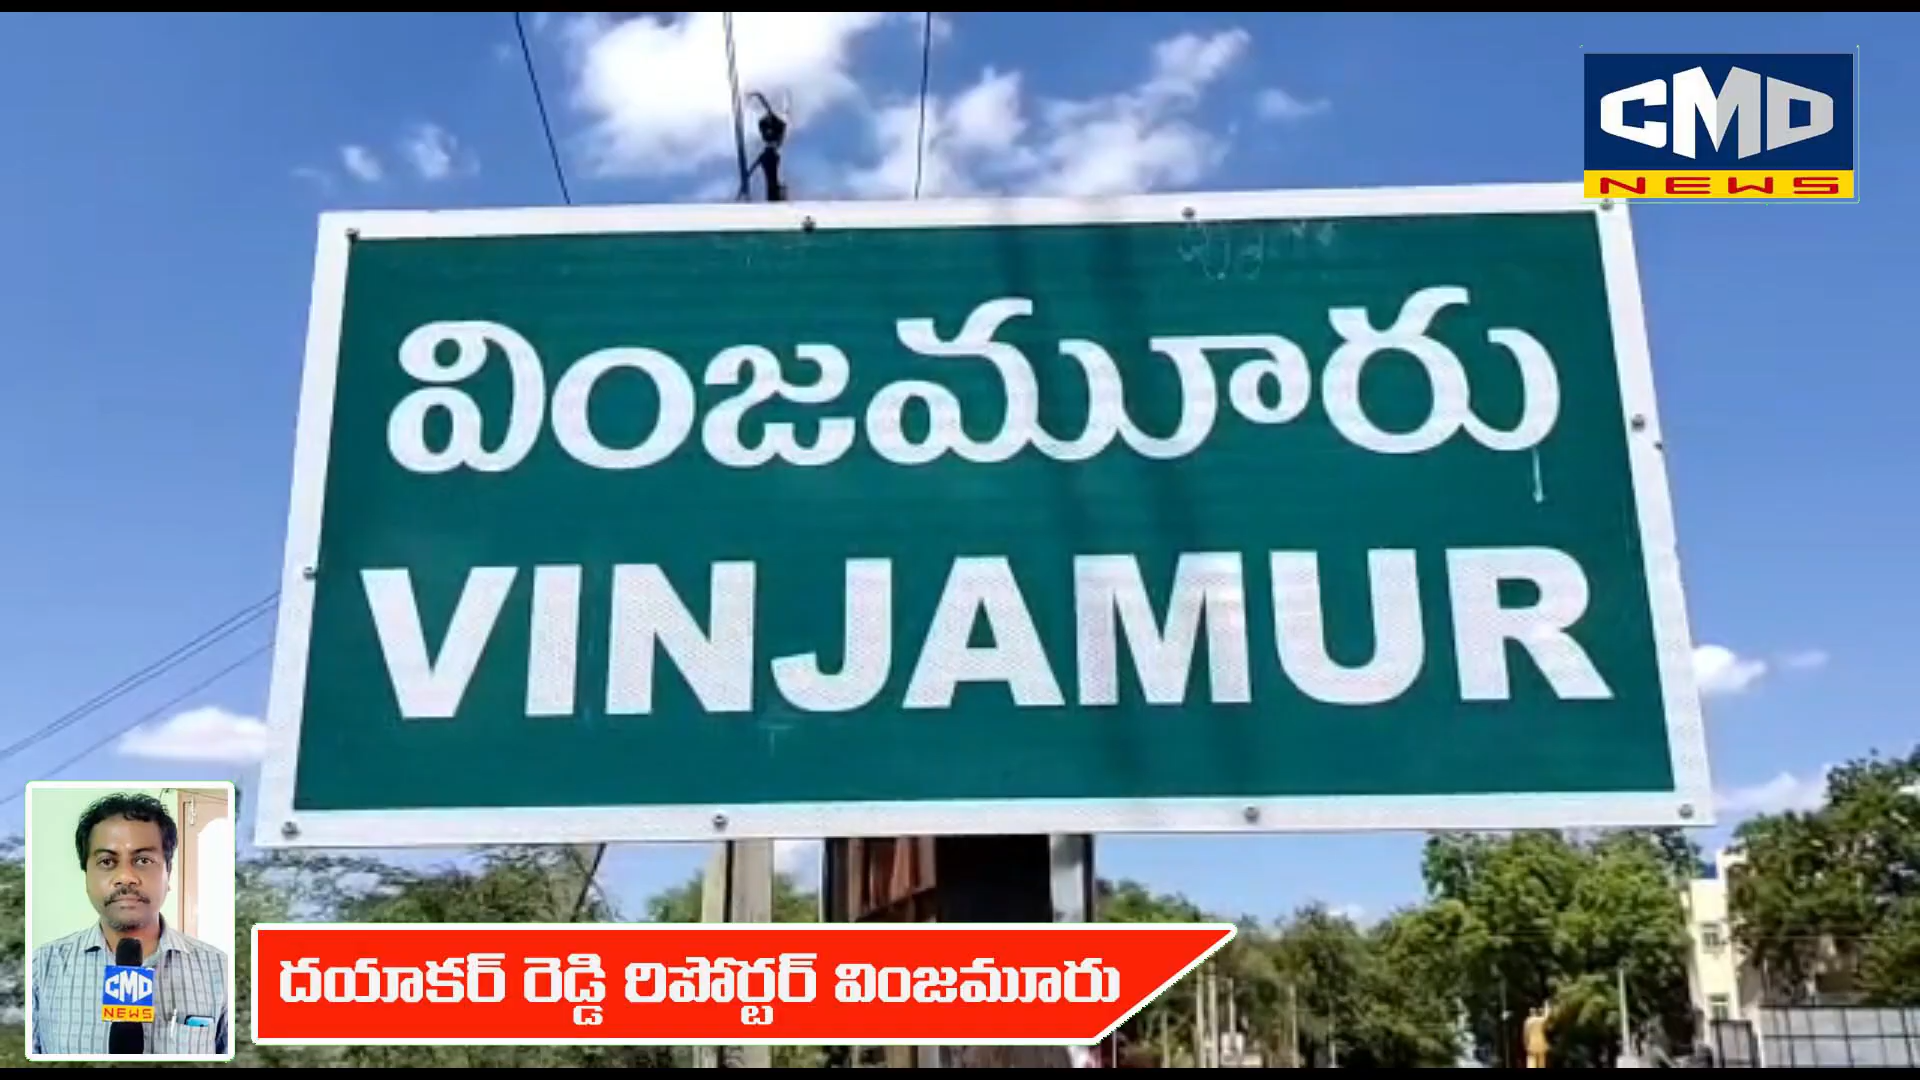 CMD
NEWS
వింజమూరు
VINJAMUR
CMD
NEWS
దయాకర్ రెడ్డి రిపోర్టర్ వింజమూరు